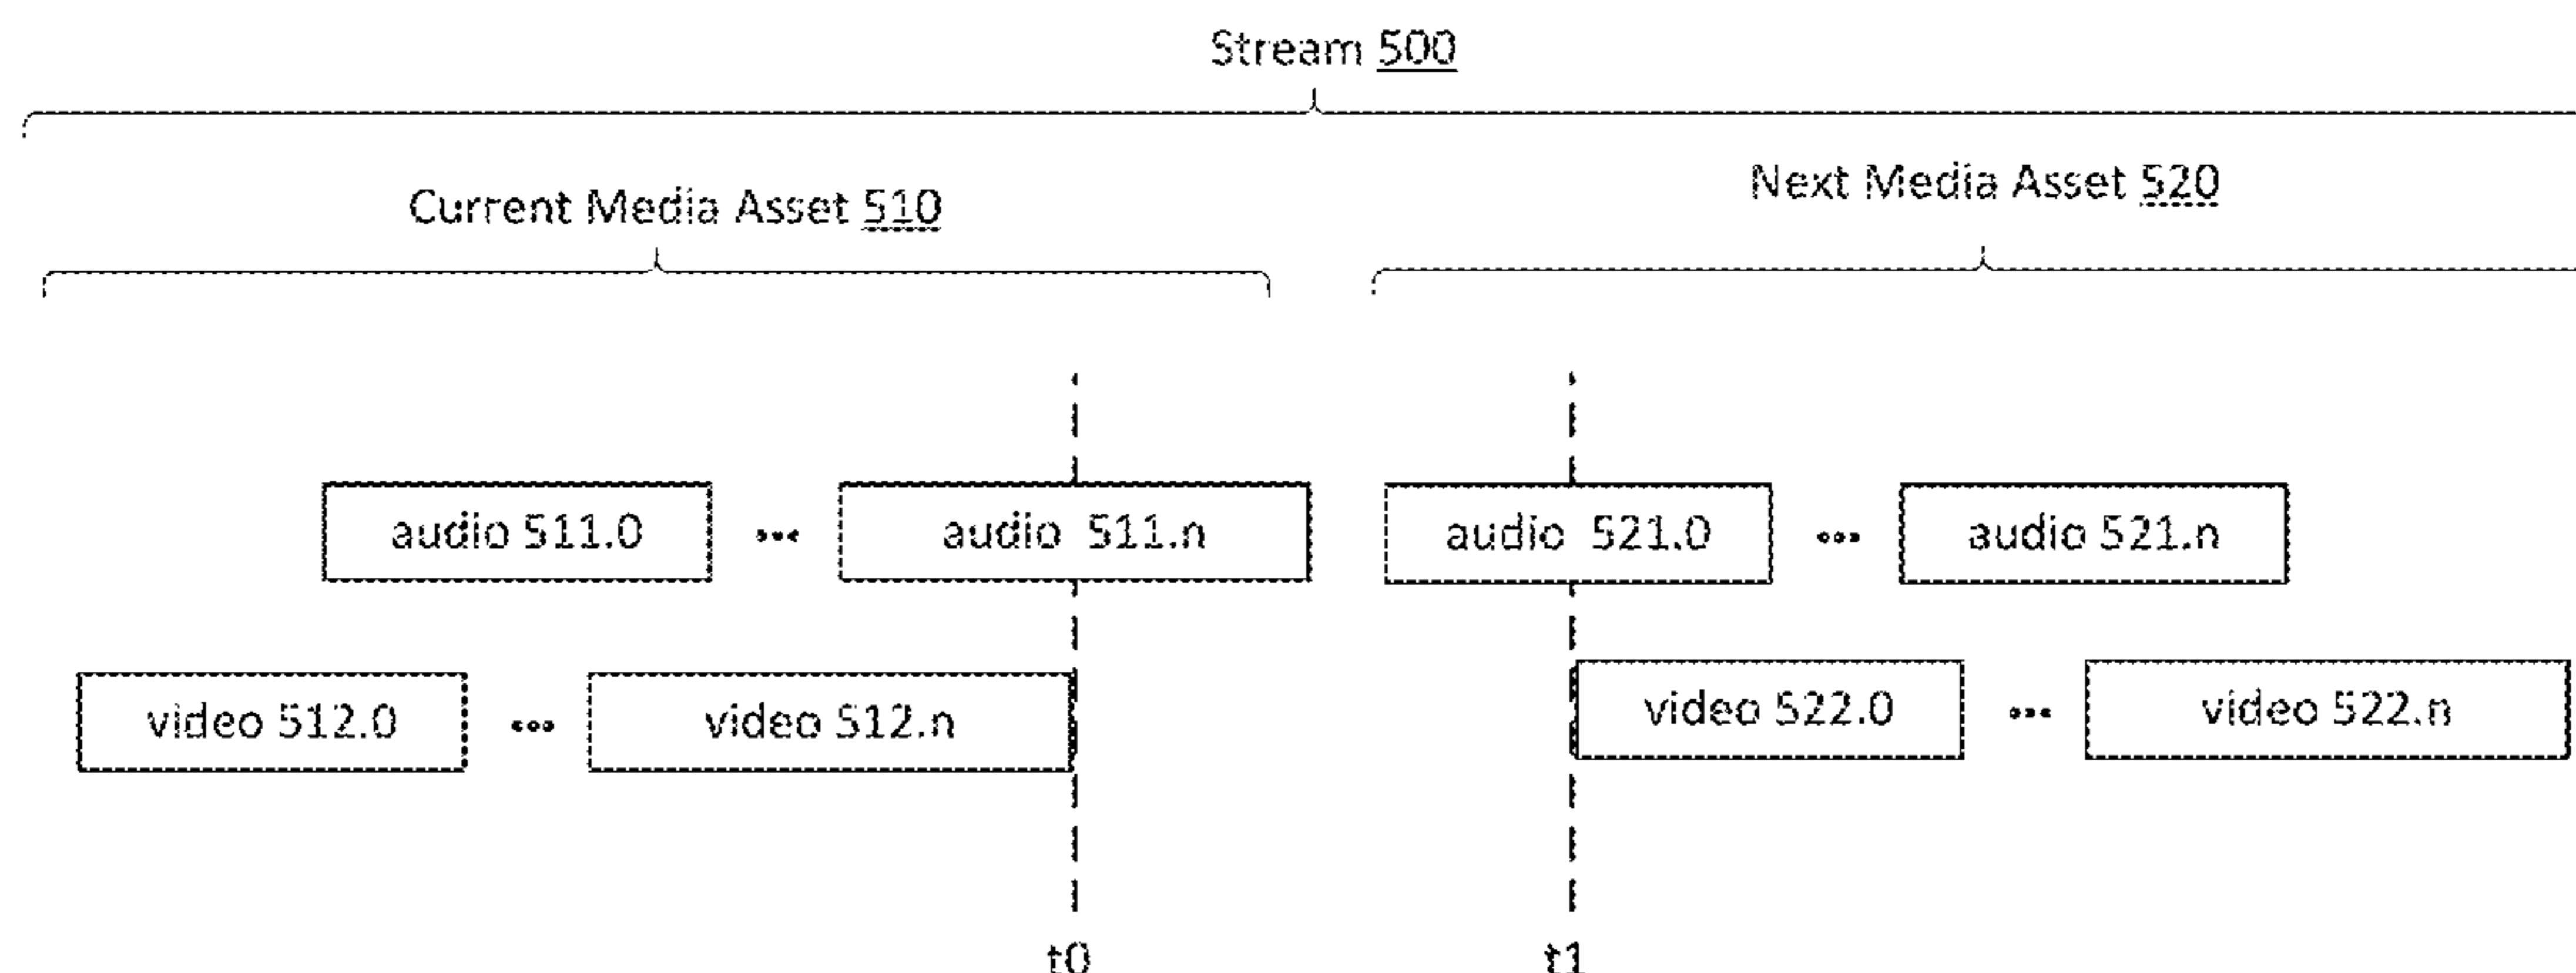 Stream 500
Current Media Asset 510
Next Media Asset 520
audio 511.0 ... audio 511.n audio 521.0 ... audio 521.n
video 512.0 ... video 512.n video 522.0 ... video 522.n
t0 t1